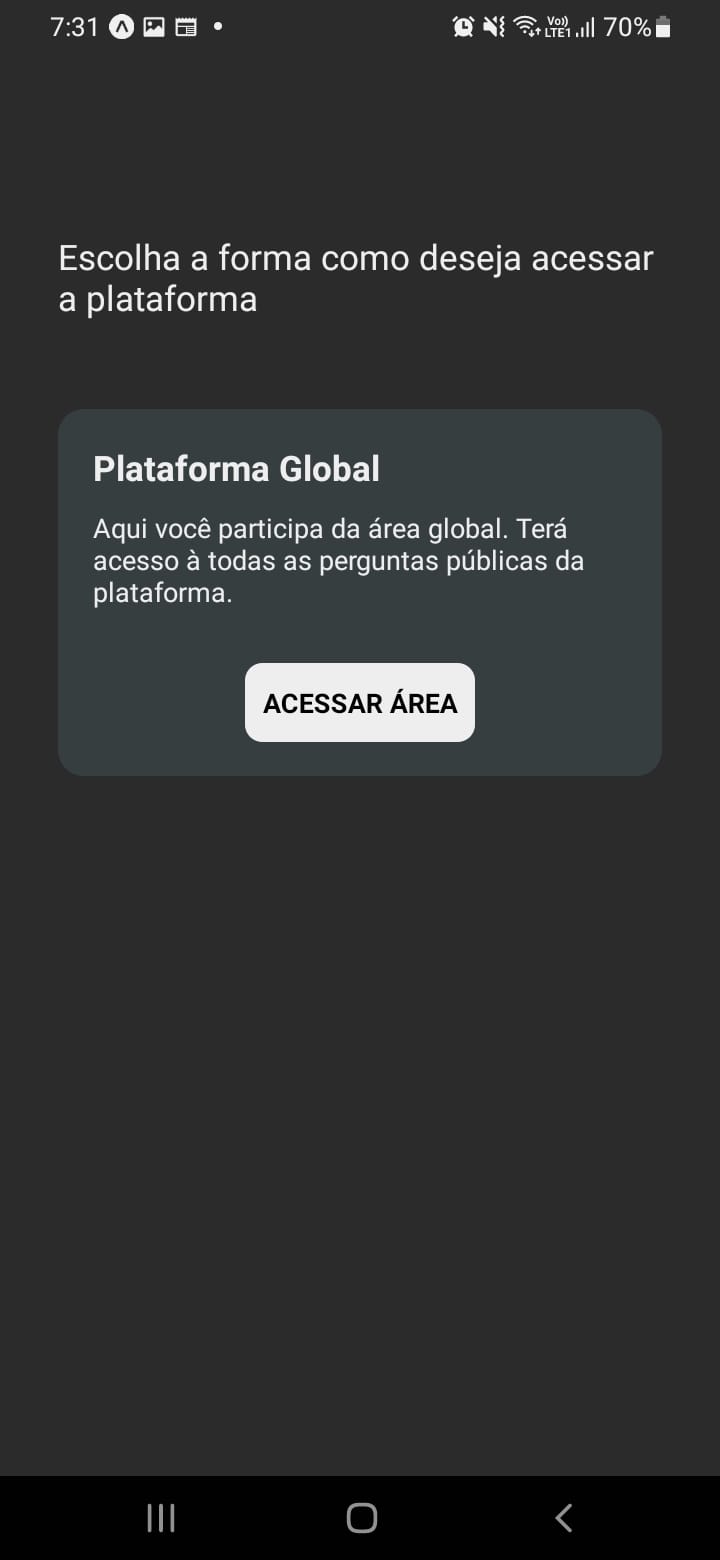 7:31
Vo))
LTE1
70%
Escolha a forma como deseja acessar
a plataforma
Plataforma Global
Aqui você participa da área global. Terá
acesso à todas as perguntas públicas da
plataforma.
ACESSAR ÁREA